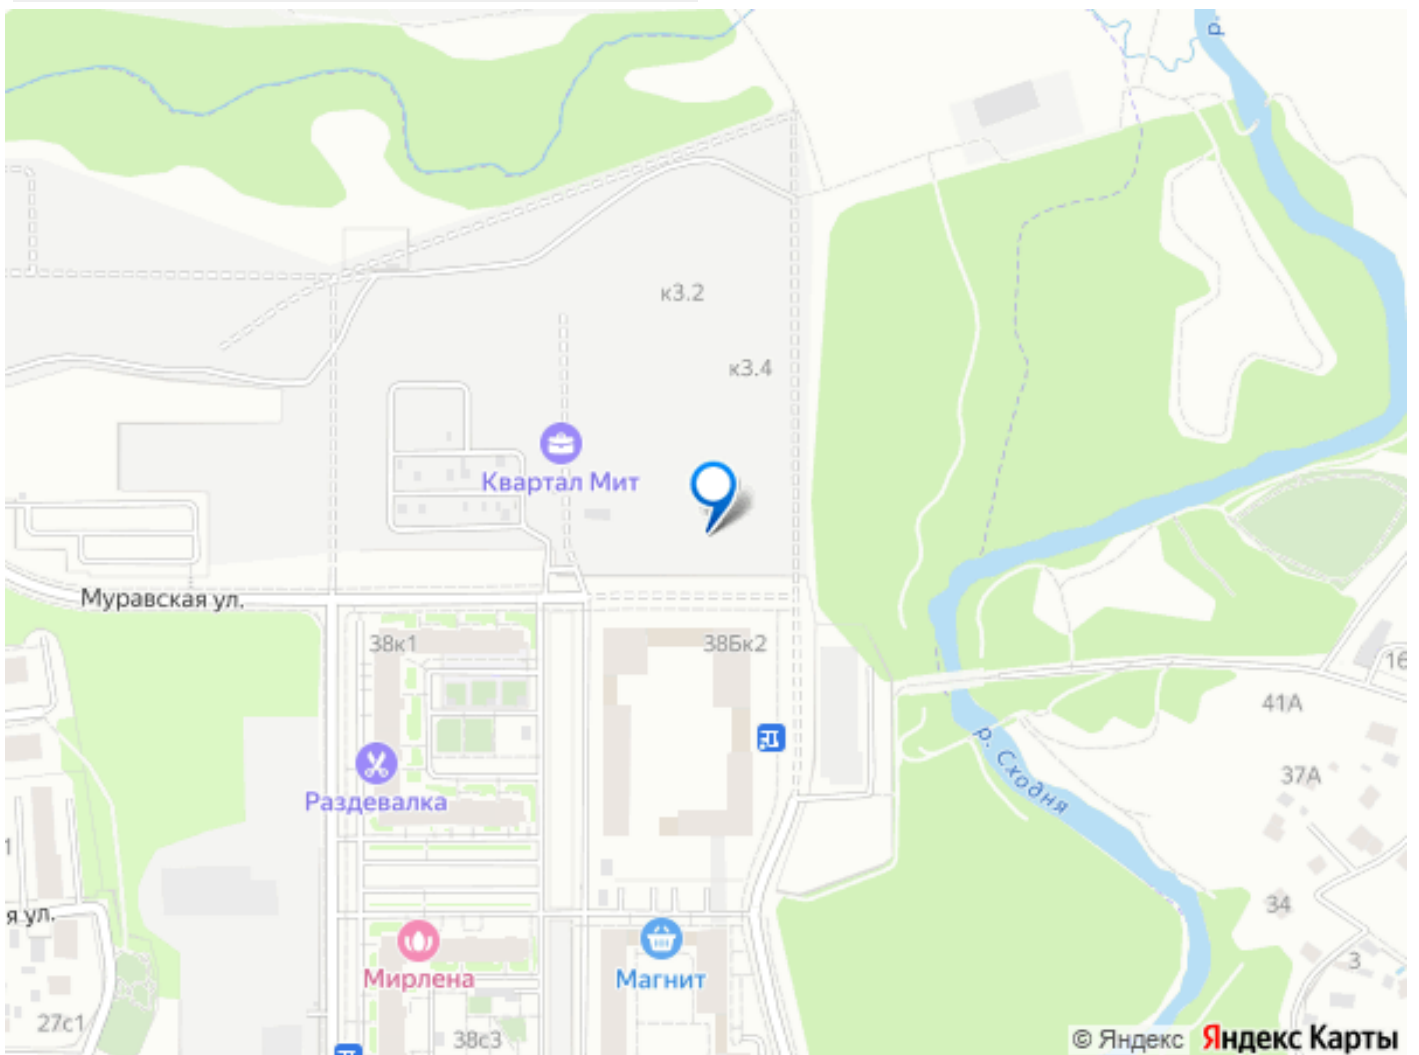 р.
к3.2
к3.4
Квартал Мит
Муравская ул.
38к1
38Бк2
16
41А
р. Сходня
37А
Раздевалка
1
34
я ул.
Мирлена
Магнит
3
27с1
38с3
© Яндекс Яндекс Карты